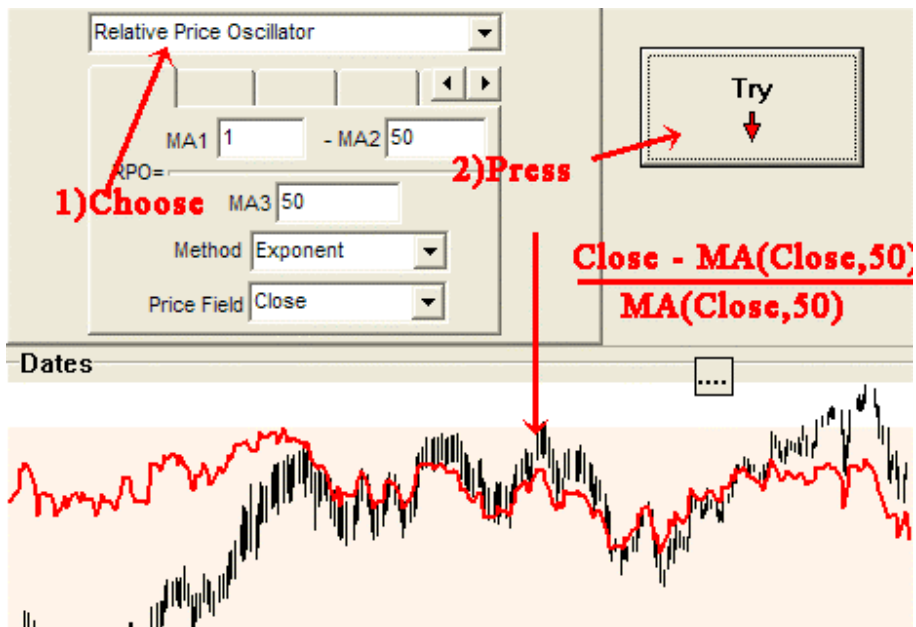 Relative Price Oscillator
Try
MA1 1 - MA2 50
RPO=
2)Press
1)Choose MA3 50
Method Exponent
Close - MA(Close,50)
MA(Close,50)
Price Field Close
Dates
....